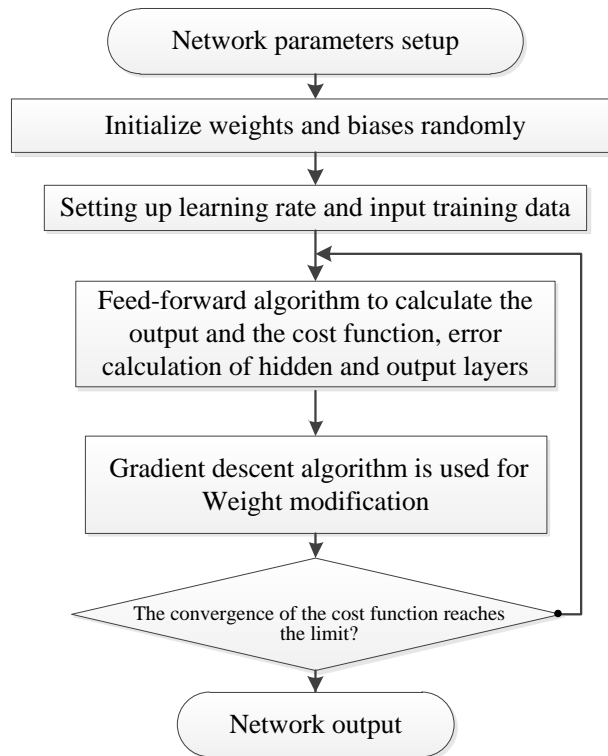 Network parameters setup
Initialize weights and biases randomly
Setting up learning rate and input training data
Feed-forward algorithm to calculate the
output and the cost function, error
calculation of hidden and output layers
Gradient descent algorithm is used for
Weight modification
The convergence of the cost function reaches
the limit?
Network output